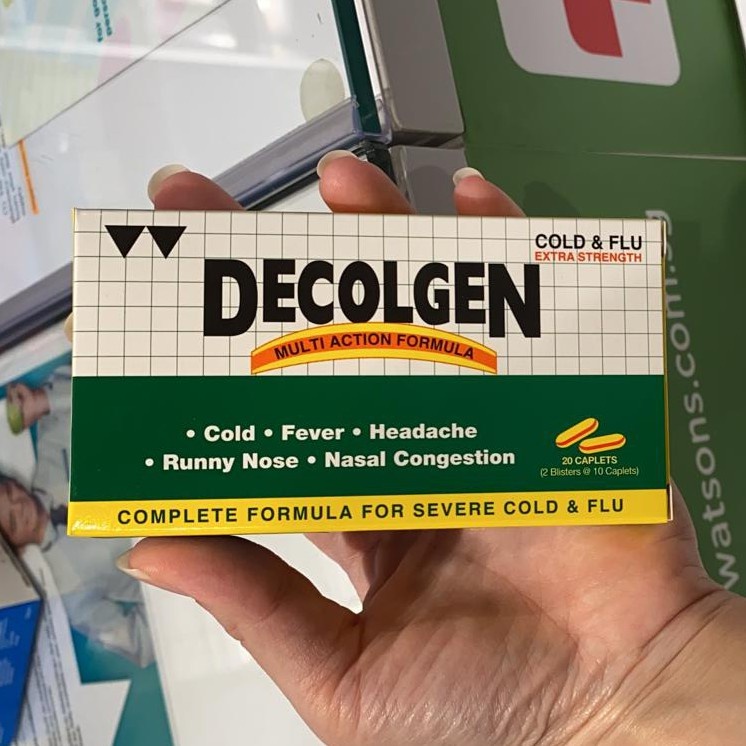 COLD & FLU
EXTRA STRENGTH
DECOLGEN
MULTI ACTION FORMULA
• Cold • Fever • Headache
• Runny Nose • Nasal Congestion
20 CAPLETS
(2 Blisters @ 10 Caplets)
COMPLETE FORMULA FOR SEVERE COLD & FLU
watsons.com.sg